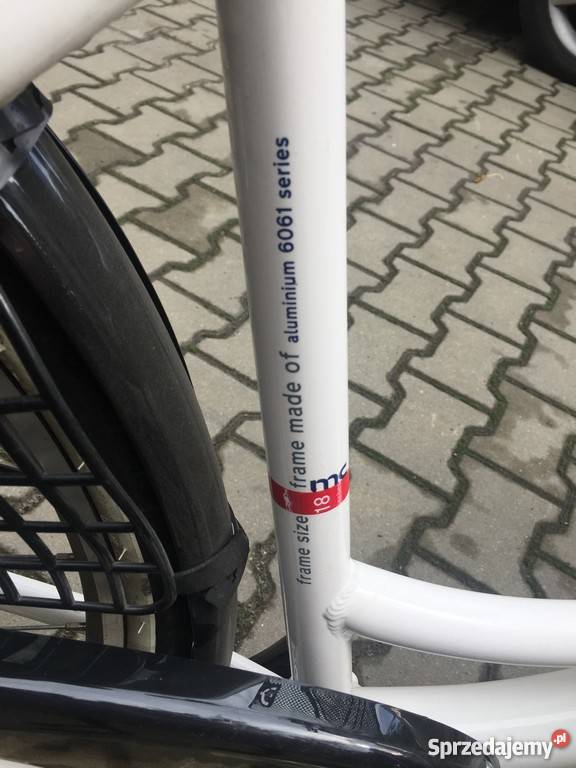 frame size 18
frame made of aluminium 6061 series
Sprzedajemy.pl